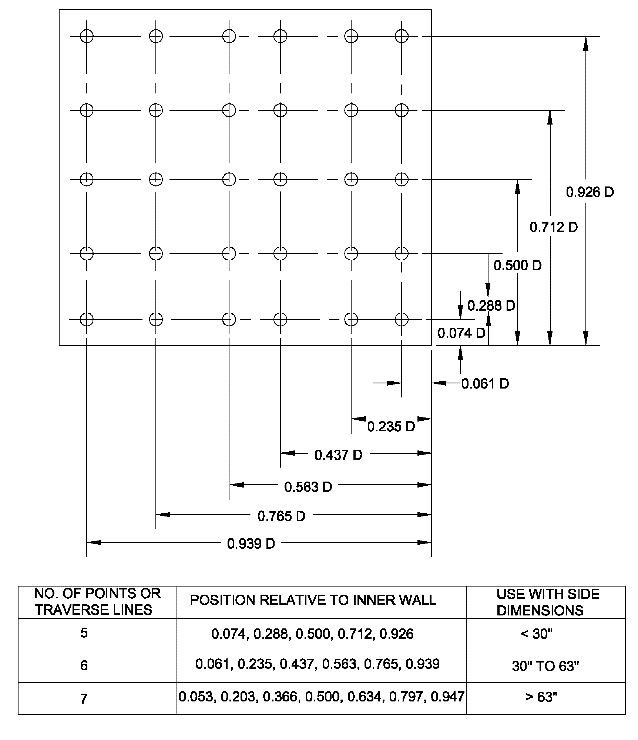 0.926 D
0.712 D
0.500 D
0.288 D
0.074 D
0.061 D
0.235 D
0.437 D
0.563 D
0.765 D
0.939 D
NO. OF POINTS OR TRAVERSE LINES
POSITION RELATIVE TO INNER WALL
USE WITH SIDE DIMENSIONS
5 0.074, 0.288, 0.500, 0.712, 0.926 < 30"
6 0.061, 0.235, 0.437, 0.563, 0.765, 0.939 30" TO 63"
7 0.053, 0.203, 0.366, 0.500, 0.634, 0.797, 0.947 > 63"